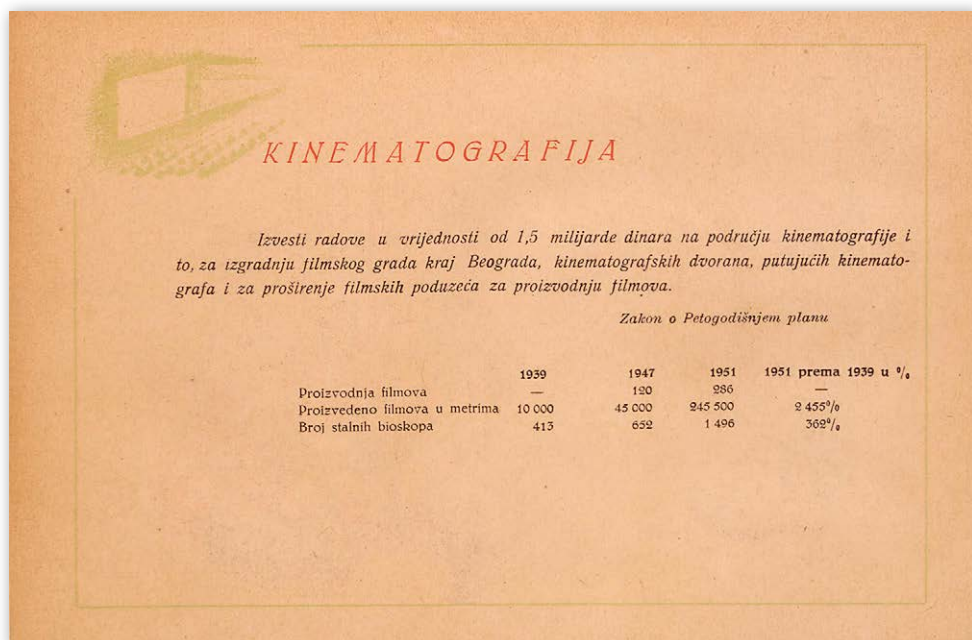 KINEMATOGRAFIJA
Izvesti radove u vrijednosti od 1,5 milijarde dinara na području kinematografije i
to, za izgradnju filmskog grada kraj Beograda, kinematografskih dvorana, putujućih kinemato-
grafa i za proširenje filmskih poduzeća za proizvodnju filmova.
Zakon o Petogodišnjem planu
1939 1947 1951 1951 prema 1939 u %
Proizvodnja filmova — 120 286 —
Proizvedeno filmova u metrima 10 000 45 000 245 500 2 455%
Broj stalnih bioskopa 413 652 1 496 362%